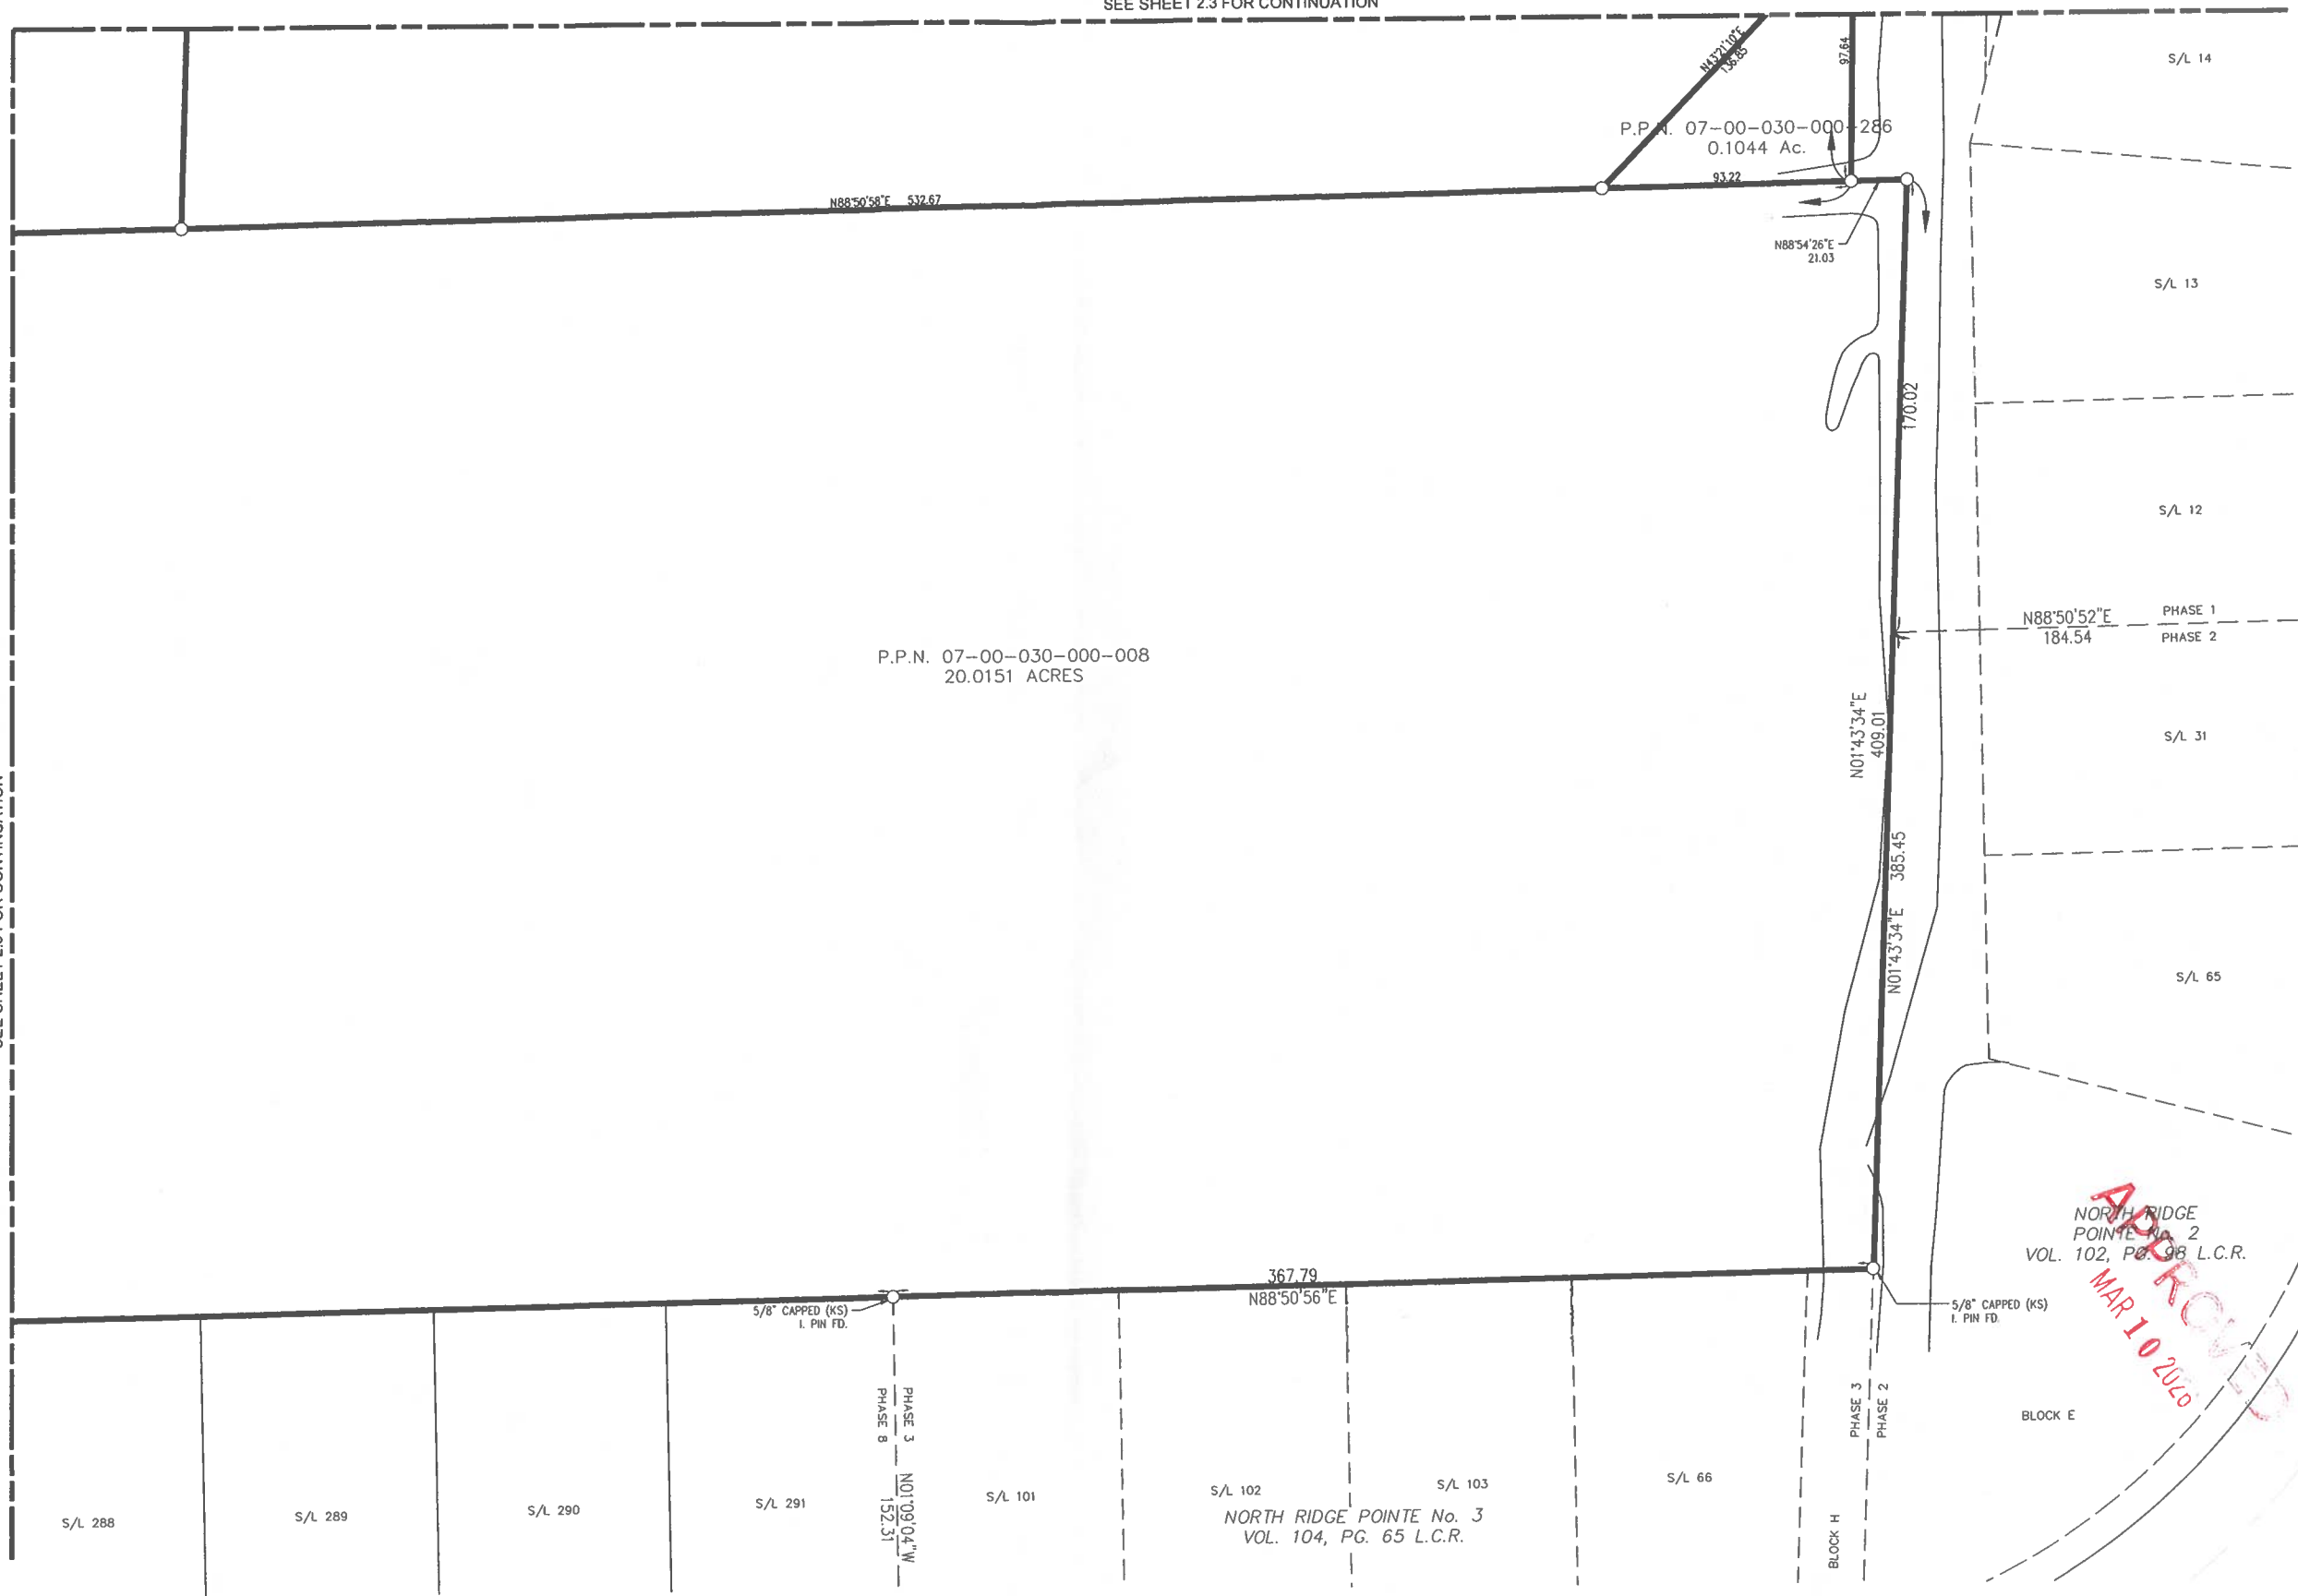 SEE SHEET 2.3 FOR CONTINUATION
N43°21'10"E
136.85
97.64
S/L 14
P.P.N. 07-00-030-000-286
0.1044 Ac.
93.22
N88°50'58"E 532.67
N88°54'26"E
21.03
S/L 13
170.02
S/L 12
N88°50'52"E
184.54
PHASE 1
PHASE 2
P.P.N. 07-00-030-000-008
20.0151 ACRES
N01°43'34"E
409.01
S/L 31
N01°43'34"E 385.45
S/L 65
FOR CONTINUATION
NORTH RIDGE
POINTE No. 2
VOL. 102, PG. 98 L.C.R.
APPROVED
MAR 10 2020
367.79
N88°50'56"E
5/8" CAPPED (KS)
I. PIN FD.
5/8" CAPPED (KS)
I. PIN FD.
PHASE 3
PHASE 8
N01°09'04"W
152.31
PHASE 3
PHASE 2
BLOCK E
S/L 288
S/L 289
S/L 290
S/L 291
S/L 101
S/L 102
S/L 103
S/L 66
NORTH RIDGE POINTE No. 3
VOL. 104, PG. 65 L.C.R.
BLOCK H